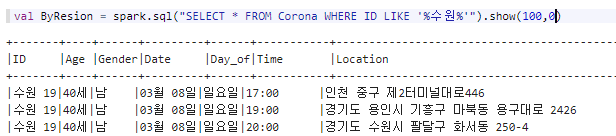 val ByResion = spark.sql("SELECT * FROM Corona WHERE ID LIKE '%수원%'").show(100,0)
+-------+----+------+-------+------+---------------+------------------------------------+
|ID |Age |Gender|Date |Day_of|Time |Location
+-------+----+------+-------+------+---------------+------------------------------------+
|수원 19|40세|남 |03월 08일|일요일|17:00 |인천 중구 제2터미널대로446
|수원 19|40세|남 |03월 08일|일요일|19:00 |경기도 용인시 기흥구 마북동 용구대로 2426
|수원 19|40세|남 |03월 08일|일요일|20:00 |경기도 수원시 팔달구 화서동 250-4